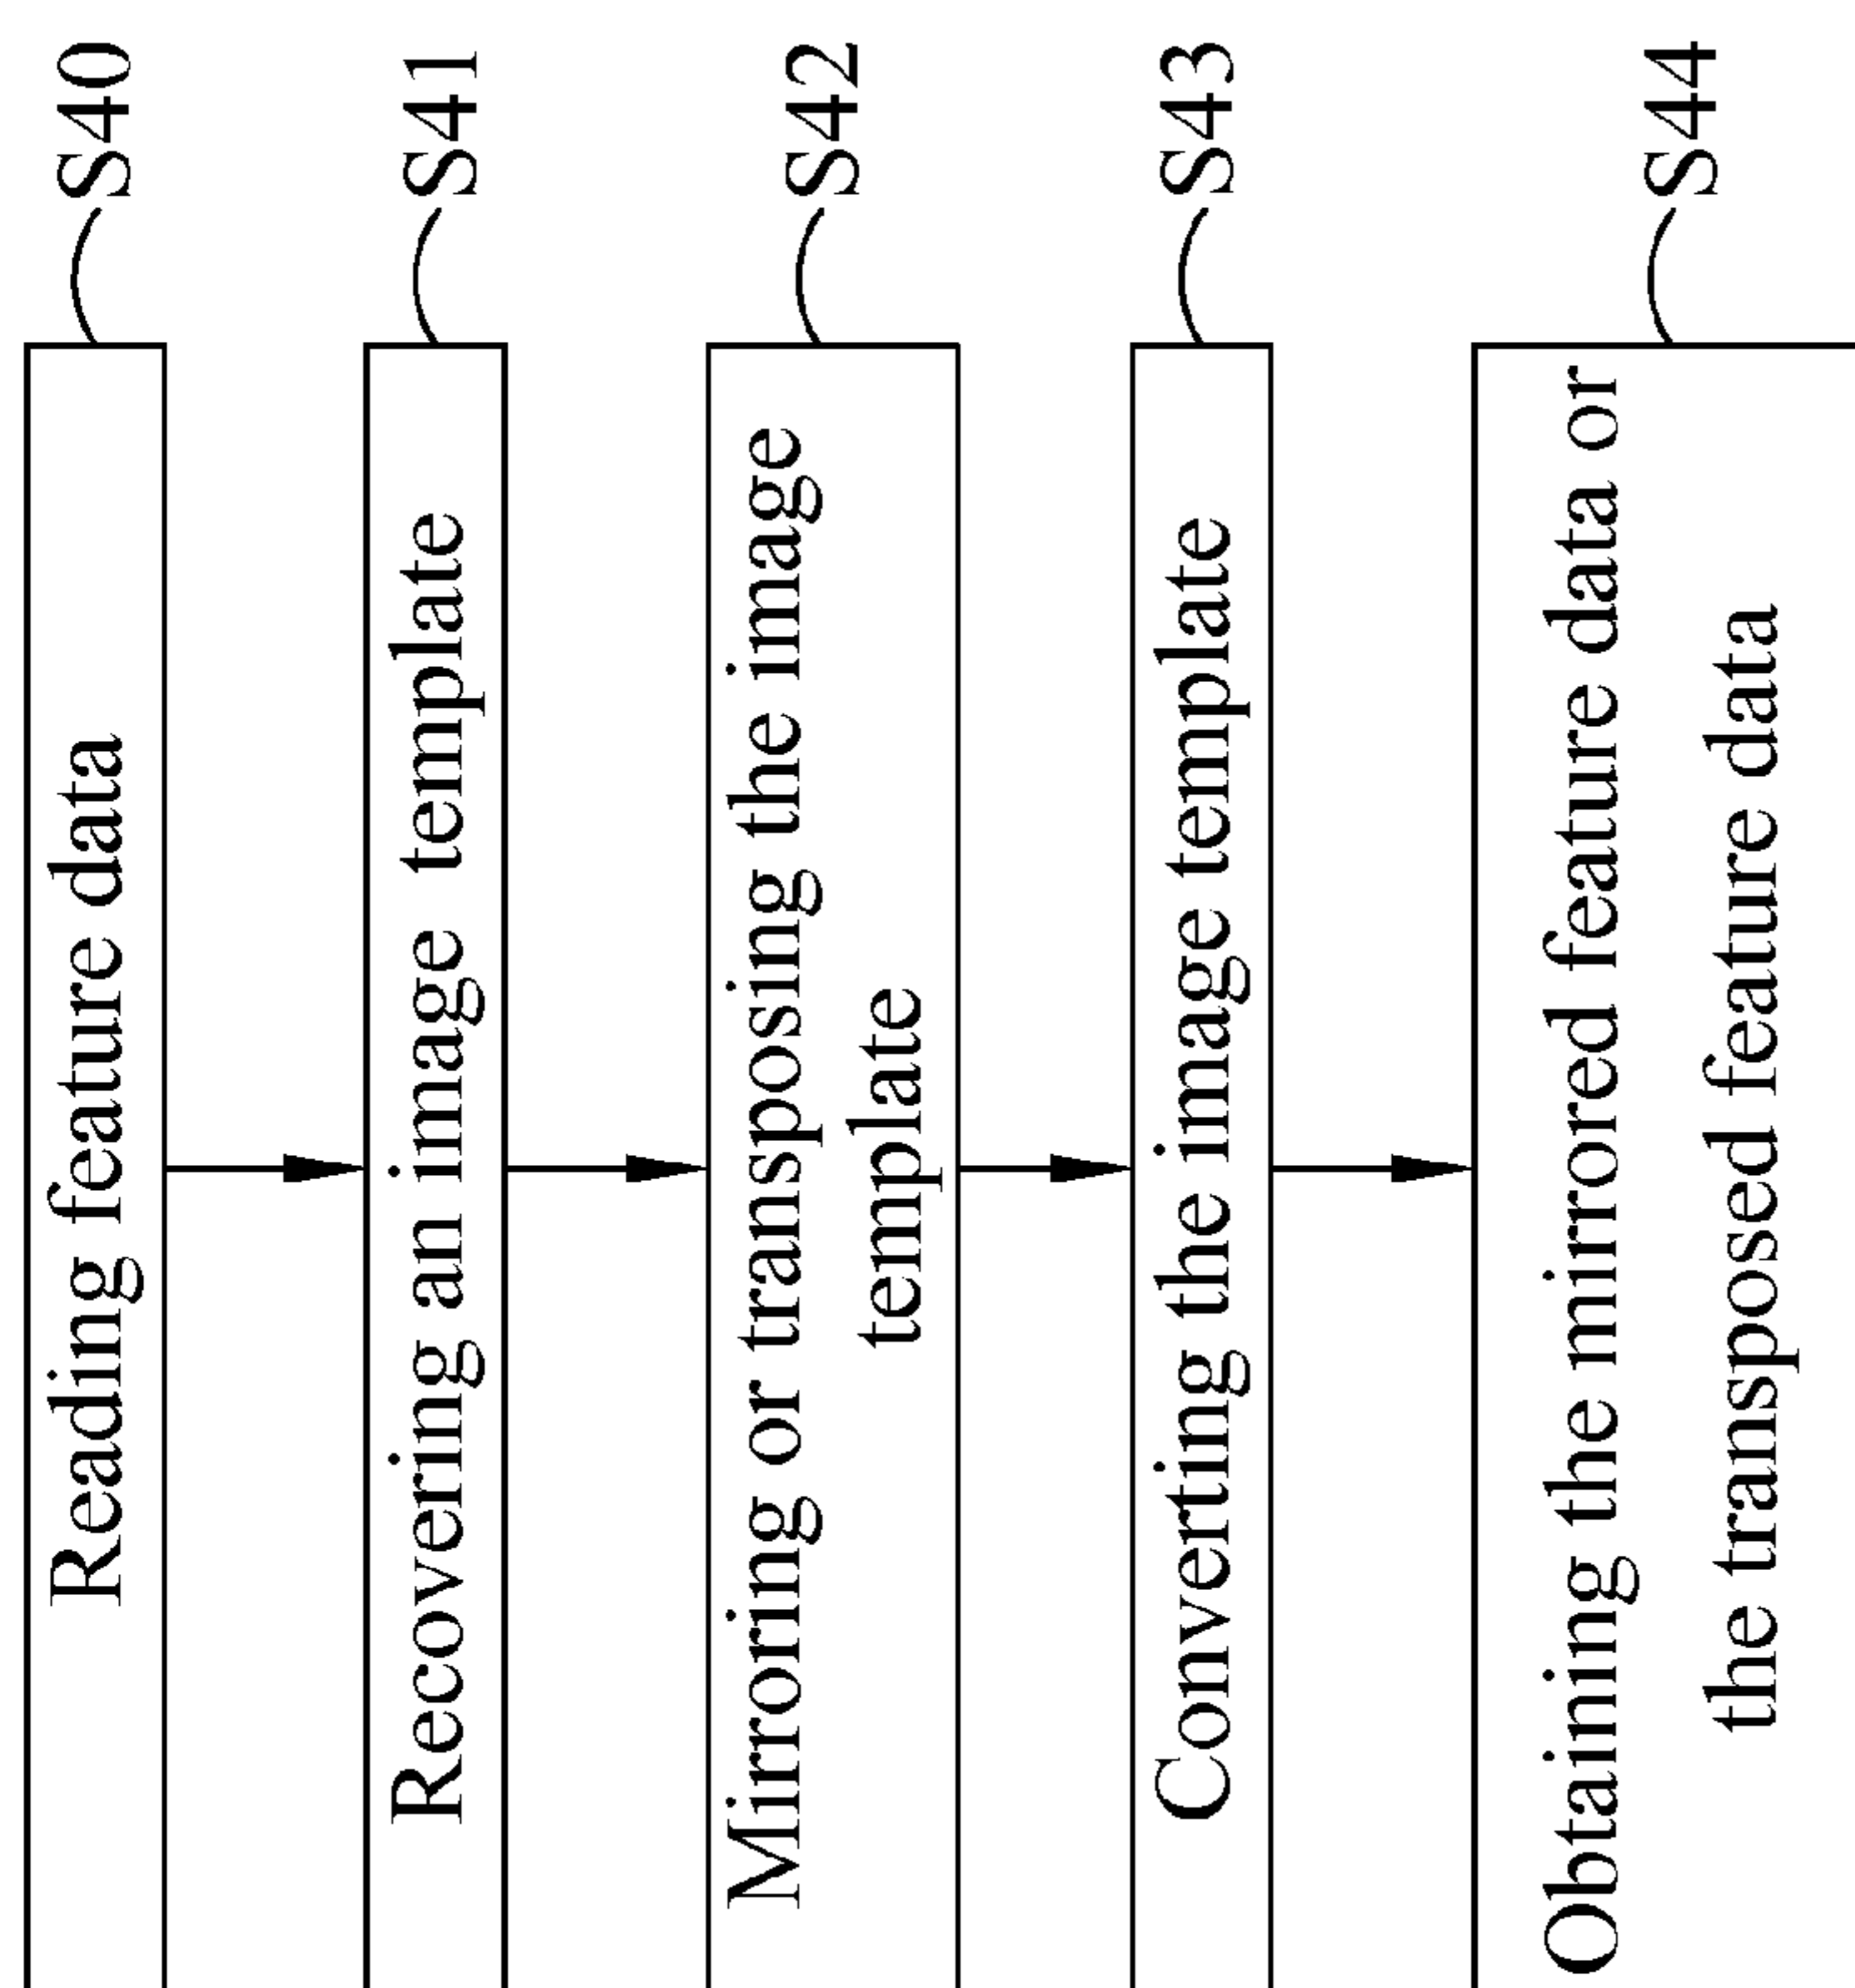 Reading feature data
S40
Recovering an image template
S41
Mirroring or transposing the image
template
S42
Converting the image template
S43
Obtaining the mirrored feature data or
the transposed feature data
S44